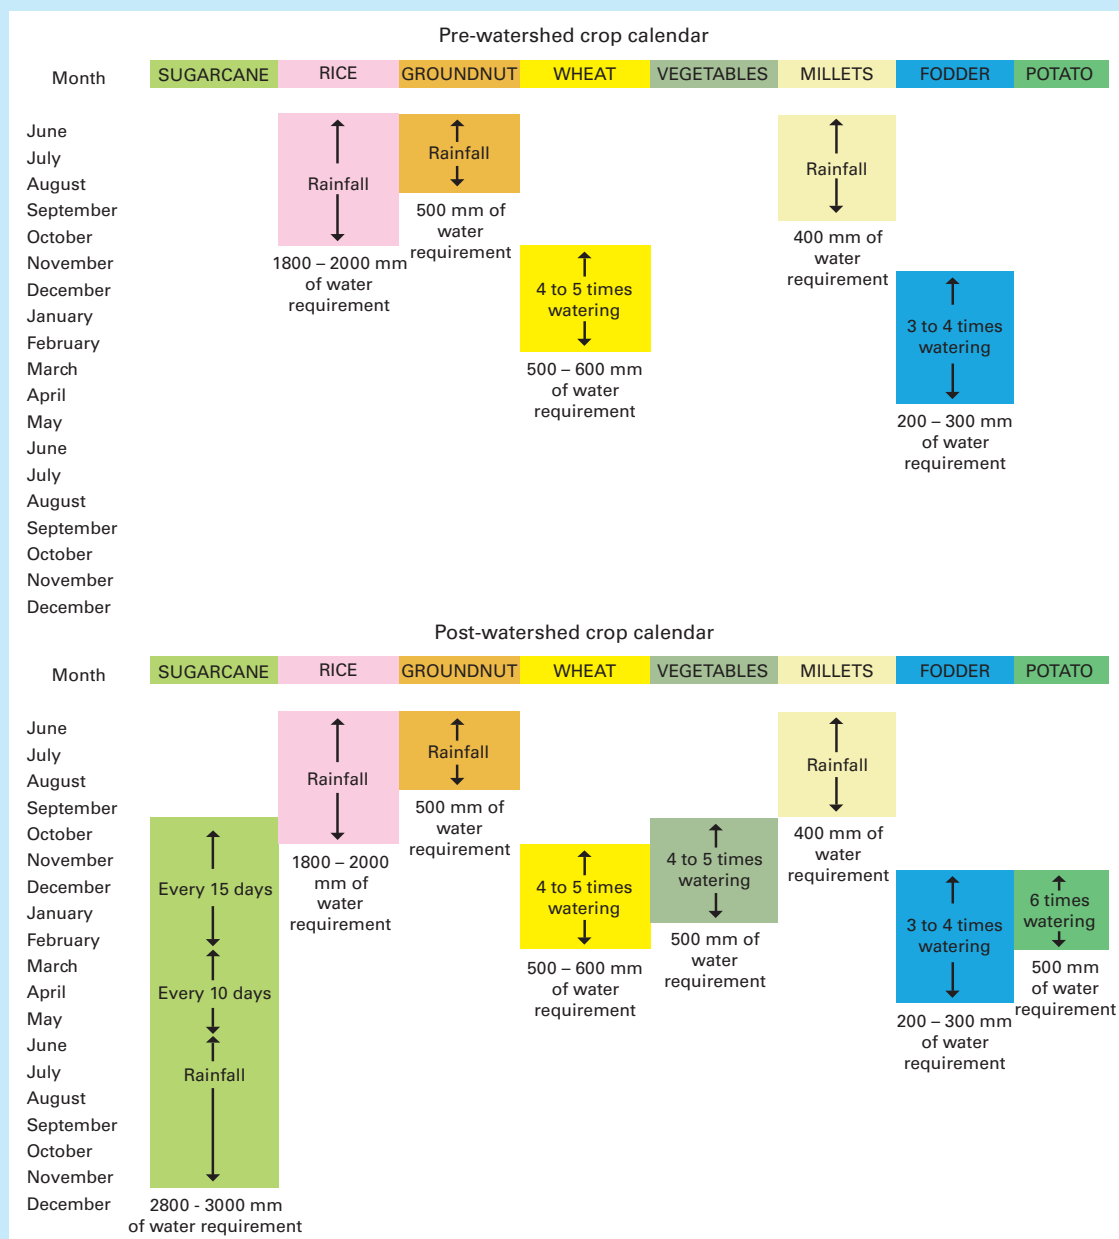 Pre-watershed crop calendar
Month
SUGARCANE
RICE
GROUNDNUT
WHEAT
VEGETABLES
MILLETS
FODDER
POTATO
June
July
August
September
October
November
December
January
February
March
April
May
June
July
August
September
October
November
December
Rainfall
1800 – 2000 mm
of water
requirement
Rainfall
500 mm of
water
requirement
4 to 5 times
watering
500 – 600 mm
of water
requirement
Rainfall
400 mm of
water
requirement
3 to 4 times
watering
200 – 300 mm
of water
requirement
Post-watershed crop calendar
Month
SUGARCANE
RICE
GROUNDNUT
WHEAT
VEGETABLES
MILLETS
FODDER
POTATO
June
July
August
September
October
November
December
January
February
March
April
May
June
July
August
September
October
November
December
Every 15 days
Every 10 days
Rainfall
2800 - 3000 mm
of water requirement
Rainfall
1800 – 2000
mm of
water
requirement
Rainfall
500 mm of
water
requirement
4 to 5 times
watering
500 – 600 mm
of water
requirement
4 to 5 times
watering
500 mm of
water
requirement
Rainfall
400 mm of
water
requirement
3 to 4 times
watering
200 – 300 mm
of water
requirement
6 times
watering
500 mm
of water
requirement